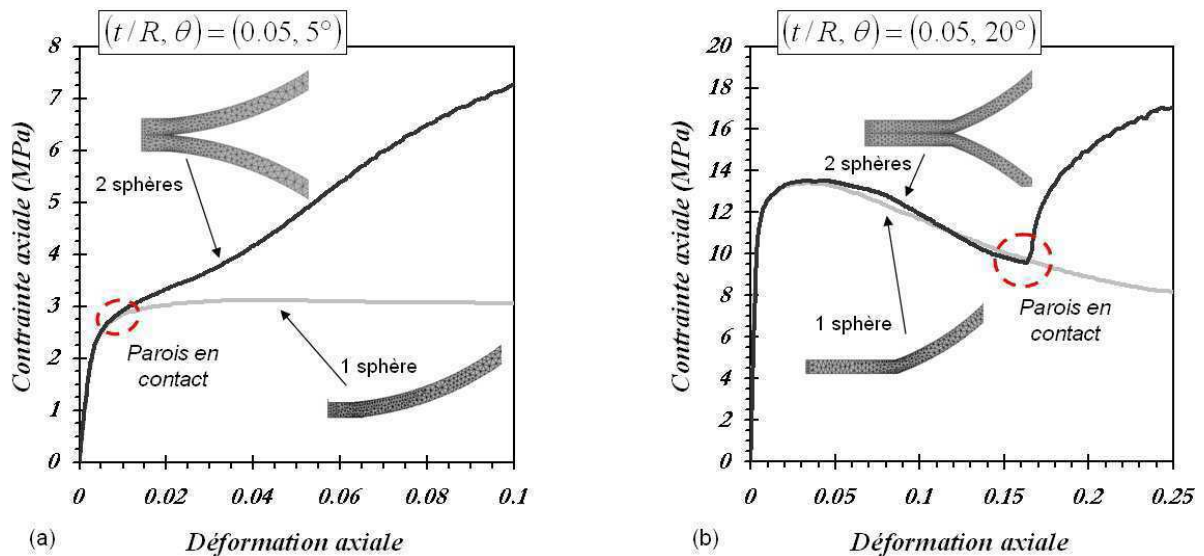 (t/R, θ) = (0.05, 5°)
Contrainte axiale (MPa)
8
7
6
5
4
3
2
1
0
2 sphères
Parois en
contact
1 sphère
0 0.02 0.04 0.06 0.08 0.1
(a) Déformation axiale
(t/R, θ) = (0.05, 20°)
Contrainte axiale (MPa)
20
18
16
14
12
10
8
6
4
2
0
2 sphères
1 sphère
Parois en
contact
0 0.05 0.1 0.15 0.2 0.25
(b) Déformation axiale